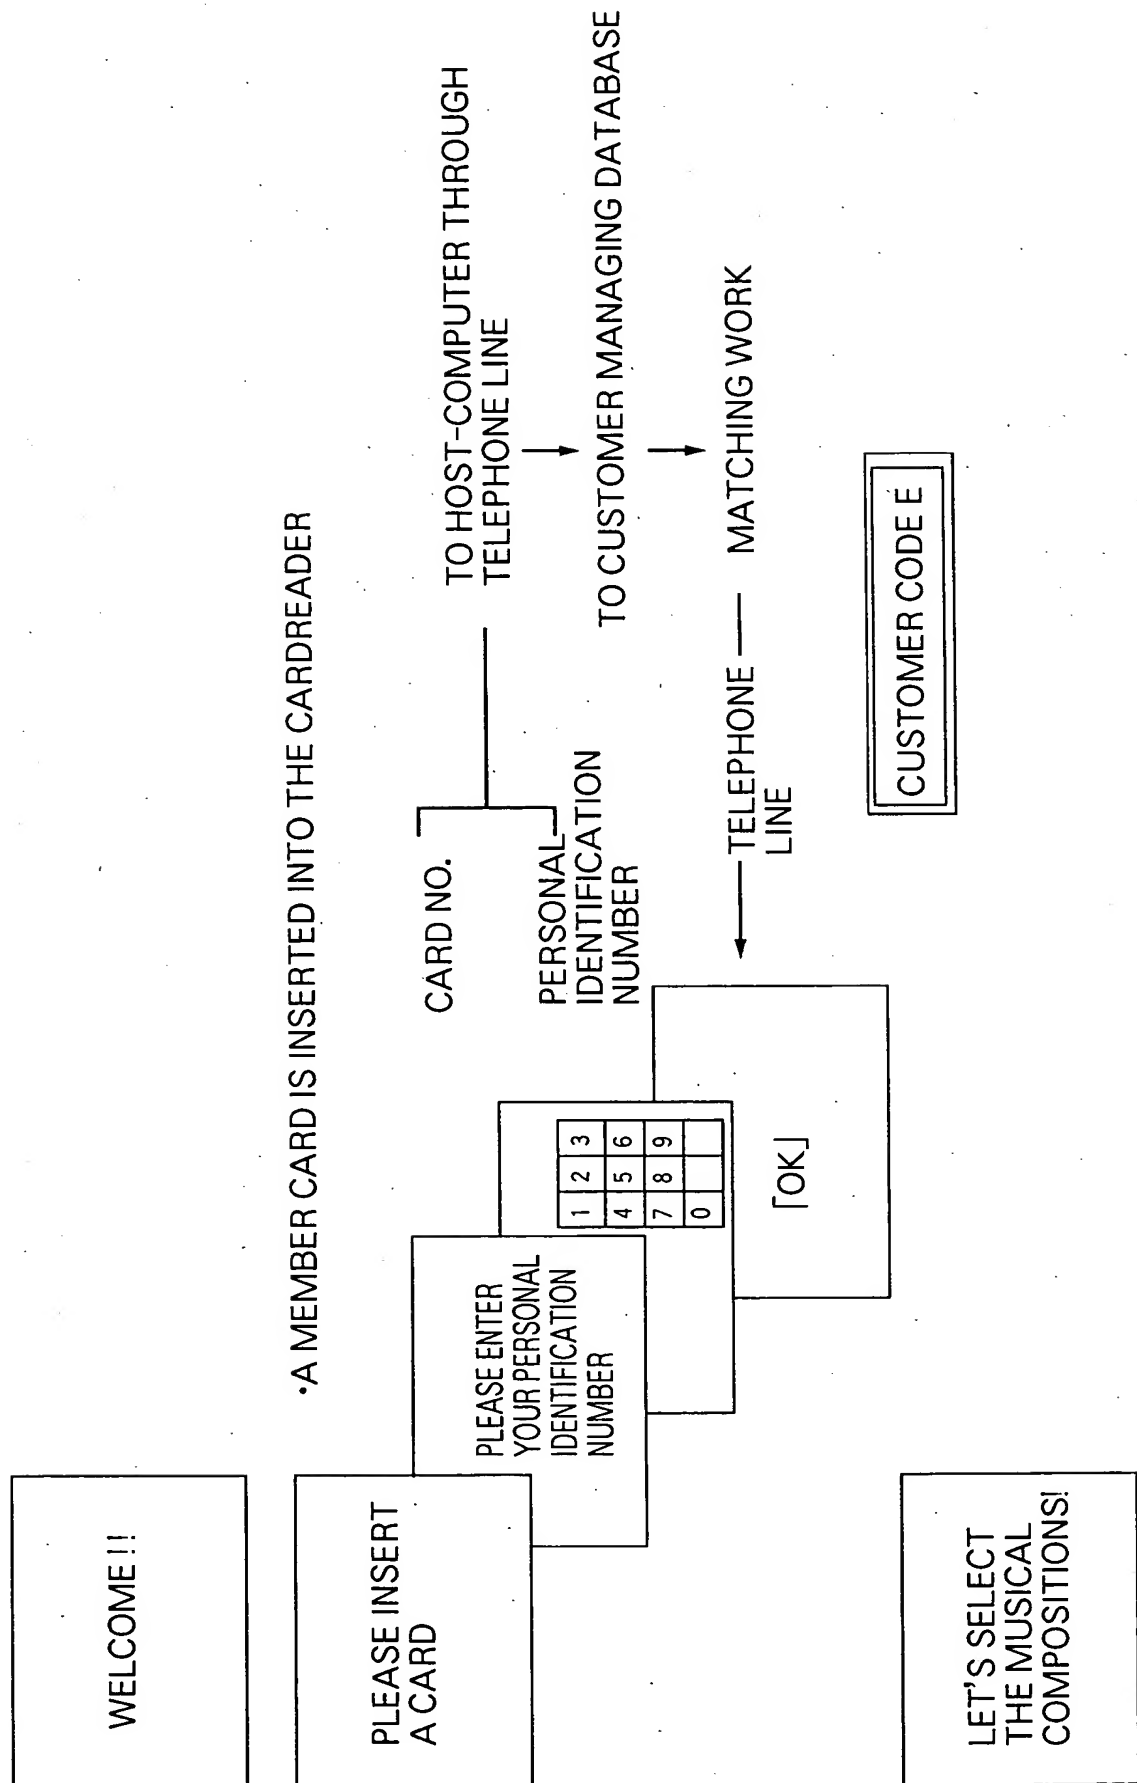 WELCOME!!
•A MEMBER CARD IS INSERTED INTO THE CARDREADER
PLEASE INSERT
A CARD
PLEASE ENTER
YOUR PERSONAL
IDENTIFICATION
NUMBER
1 2 3
4 5 6
7 8 9
0
「OK」
CARD NO.
PERSONAL
IDENTIFICATION
NUMBER
TO HOST-COMPUTER THROUGH
TELEPHONE LINE
TO CUSTOMER MANAGING DATABASE
MATCHING WORK
TELEPHONE
LINE
CUSTOMER CODE E
LET'S SELECT
THE MUSICAL
COMPOSITIONS!